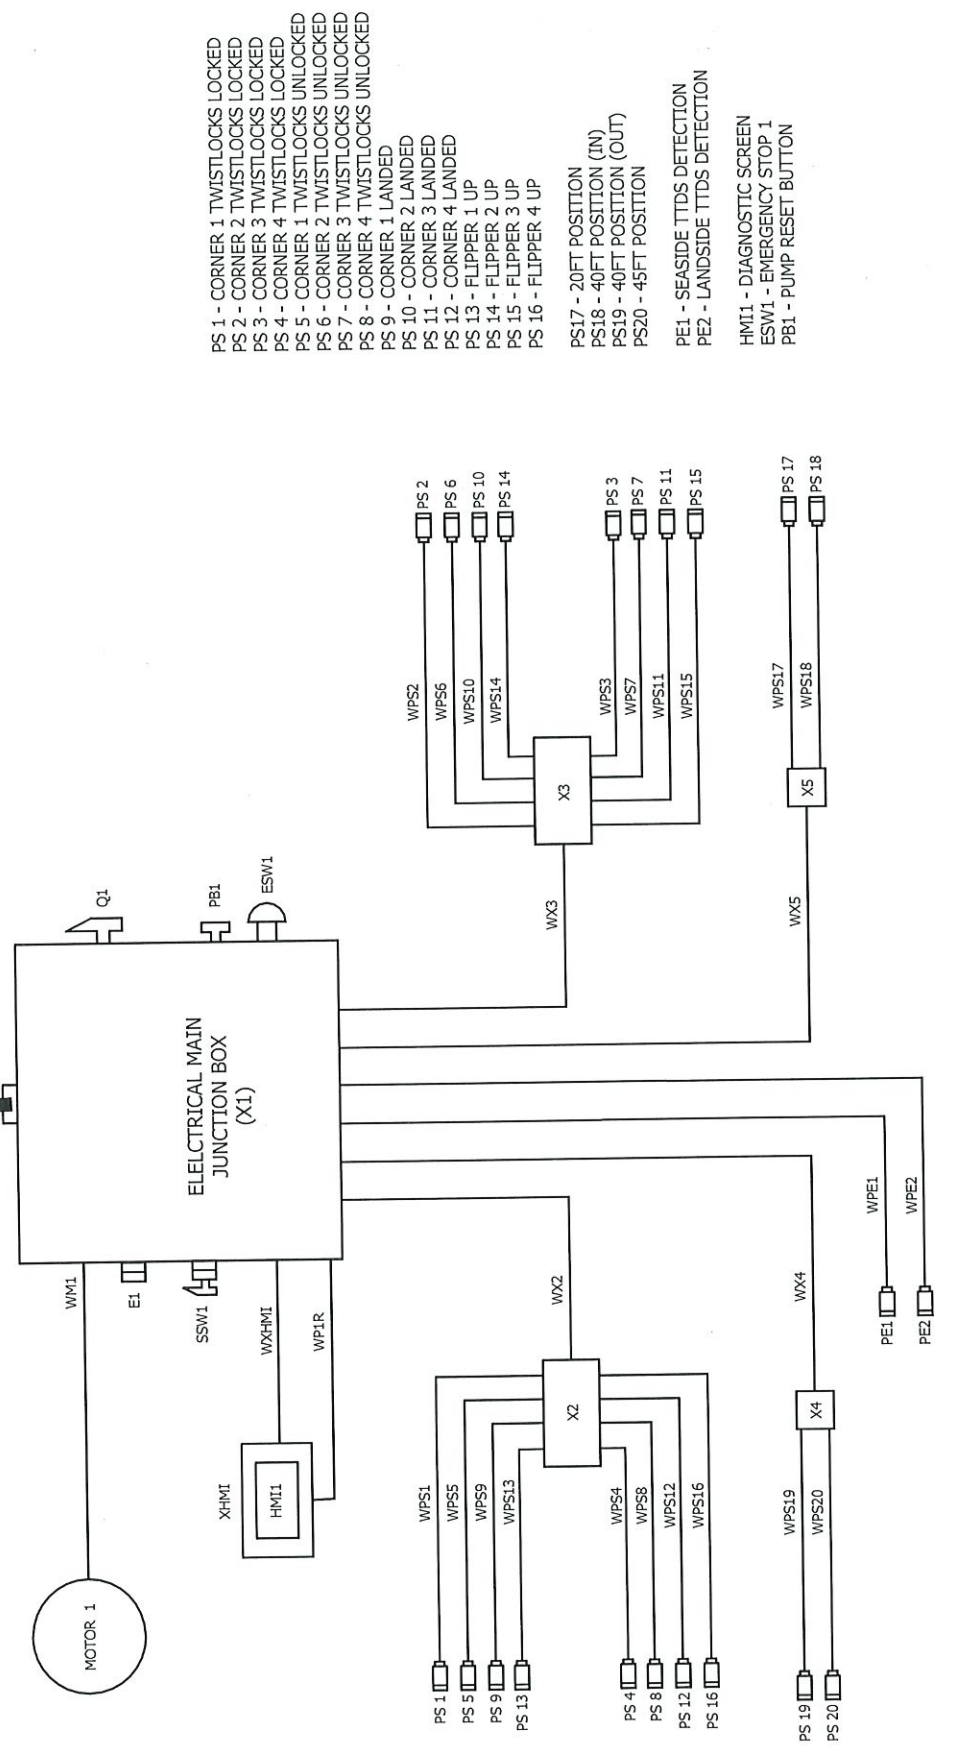 MOTOR 1
WM1
E1
SSW1
XHMI
HMI1
WXHMI
WP1R
ELELCTRICAL MAIN
JUNCTION BOX
(X1)
Q1
PB1
ESW1
PS 1
PS 5
PS 9
PS 13
WPS1
WPS5
WPS9
WPS13
X2
WX2
PS 4
PS 8
PS 12
PS 16
WPS4
WPS8
WPS12
WPS16
PS 19
PS 20
WPS19
WPS20
X4
WX4
PE1
PE2
WPE1
WPE2
WX3
X3
WPS2
WPS6
WPS10
WPS14
PS 2
PS 6
PS 10
PS 14
WPS3
WPS7
WPS11
WPS15
PS 3
PS 7
PS 11
PS 15
WX5
X5
WPS17
WPS18
PS 17
PS 18
PS 1 - CORNER 1 TWISTLOCKS LOCKED
PS 2 - CORNER 2 TWISTLOCKS LOCKED
PS 3 - CORNER 3 TWISTLOCKS LOCKED
PS 4 - CORNER 4 TWISTLOCKS LOCKED
PS 5 - CORNER 1 TWISTLOCKS UNLOCKED
PS 6 - CORNER 2 TWISTLOCKS UNLOCKED
PS 7 - CORNER 3 TWISTLOCKS UNLOCKED
PS 8 - CORNER 4 TWISTLOCKS UNLOCKED
PS 9 - CORNER 1 LANDED
PS 10 - CORNER 2 LANDED
PS 11 - CORNER 3 LANDED
PS 12 - CORNER 4 LANDED
PS 13 - FLIPPER 1 UP
PS 14 - FLIPPER 2 UP
PS 15 - FLIPPER 3 UP
PS 16 - FLIPPER 4 UP
PS17 - 20FT POSITION
PS18 - 40FT POSITION (IN)
PS19 - 40FT POSITION (OUT)
PS20 - 45FT POSITION
PE1 - SEASIDE TTDS DETECTION
PE2 - LANDSIDE TTDS DETECTION
HMI1 - DIAGNOSTIC SCREEN
ESW1 - EMERGENCY STOP 1
PB1 - PUMP RESET BUTTON